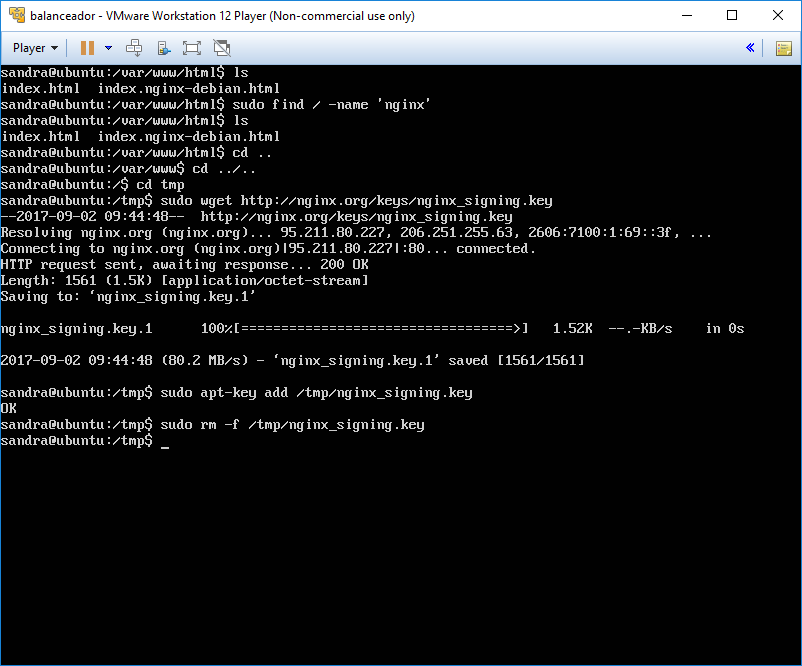 balanceador - VMware Workstation 12 Player (Non-commercial use only)
Player
sandra@ubuntu:/var/www/html$ ls
index.html  index.nginx-debian.html
sandra@ubuntu:/var/www/html$ sudo find / -name 'nginx'
sandra@ubuntu:/var/www/html$ ls
index.html  index.nginx-debian.html
sandra@ubuntu:/var/www/html$ cd ..
sandra@ubuntu:/var/www$ cd ../..
sandra@ubuntu:/$ cd tmp
sandra@ubuntu:/tmp$ sudo wget http://nginx.org/keys/nginx_signing.key
--2017-09-02 09:44:48--  http://nginx.org/keys/nginx_signing.key
Resolving nginx.org (nginx.org)... 95.211.80.227, 206.251.255.63, 2606:7100:1:69::3f, ...
Connecting to nginx.org (nginx.org)|95.211.80.227|:80... connected.
HTTP request sent, awaiting response... 200 OK
Length: 1561 (1.5K) [application/octet-stream]
Saving to: ‘nginx_signing.key.1’
nginx_signing.key.1     100%[==================================>]   1.52K  --.-KB/s    in 0s
2017-09-02 09:44:48 (80.2 MB/s) - ‘nginx_signing.key.1’ saved [1561/1561]
sandra@ubuntu:/tmp$ sudo apt-key add /tmp/nginx_signing.key
OK
sandra@ubuntu:/tmp$ sudo rm -f /tmp/nginx_signing.key
sandra@ubuntu:/tmp$ _